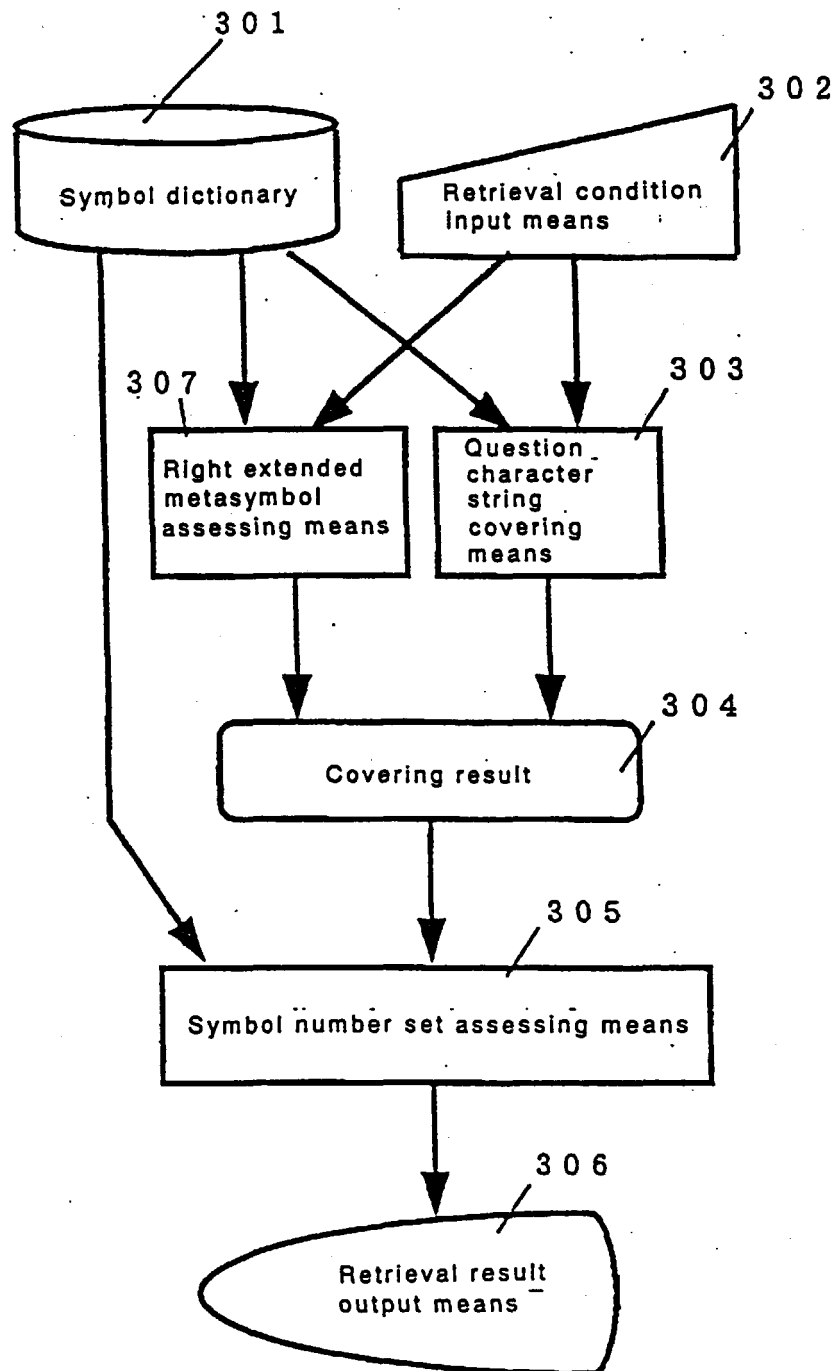 301
302
Symbol dictionary
Retrieval condition
input means
307
303
Right extended
metasymbol
assessing means
Question
character
string
covering
means
304
Covering result
305
Symbol number set assessing means
306
Retrieval result
output means